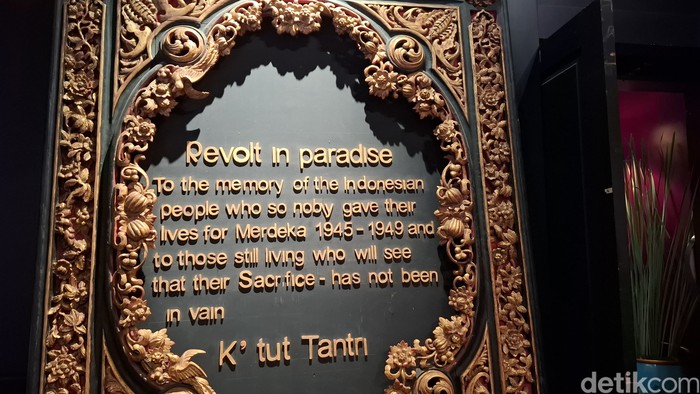 Revolt in paradise
To the memory of the Indonesian
people who so noby gave their
lives for Merdeka 1945-1949 and
to those still living who will see
that their Sacrifice - has not been
in vain
K' tut Tantri
detikcom